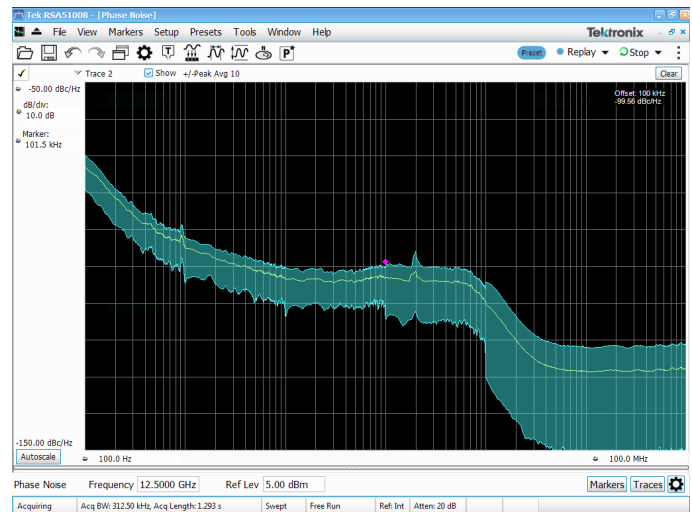 Tek RSA5100B - [Phase Noise]
File View Markers Setup Presets Tools Window Help
Tektronix
Preset Replay Stop
Trace 2 Show +/-Peak Avg 10 Clear
-50.00 dBc/Hz
dB/div:
10.0 dB
Marker:
101.5 kHz
Offset: 100 kHz
-99.56 dBc/Hz
-150.00 dBc/Hz
Autoscale 100.0 Hz 100.0 MHz
Phase Noise Frequency 12.5000 GHz Ref Lev 5.00 dBm Markers Traces
Acquiring Acq BW: 312.50 kHz, Acq Length: 1.293 s Swept Free Run Ref: Int Atten: 20 dB